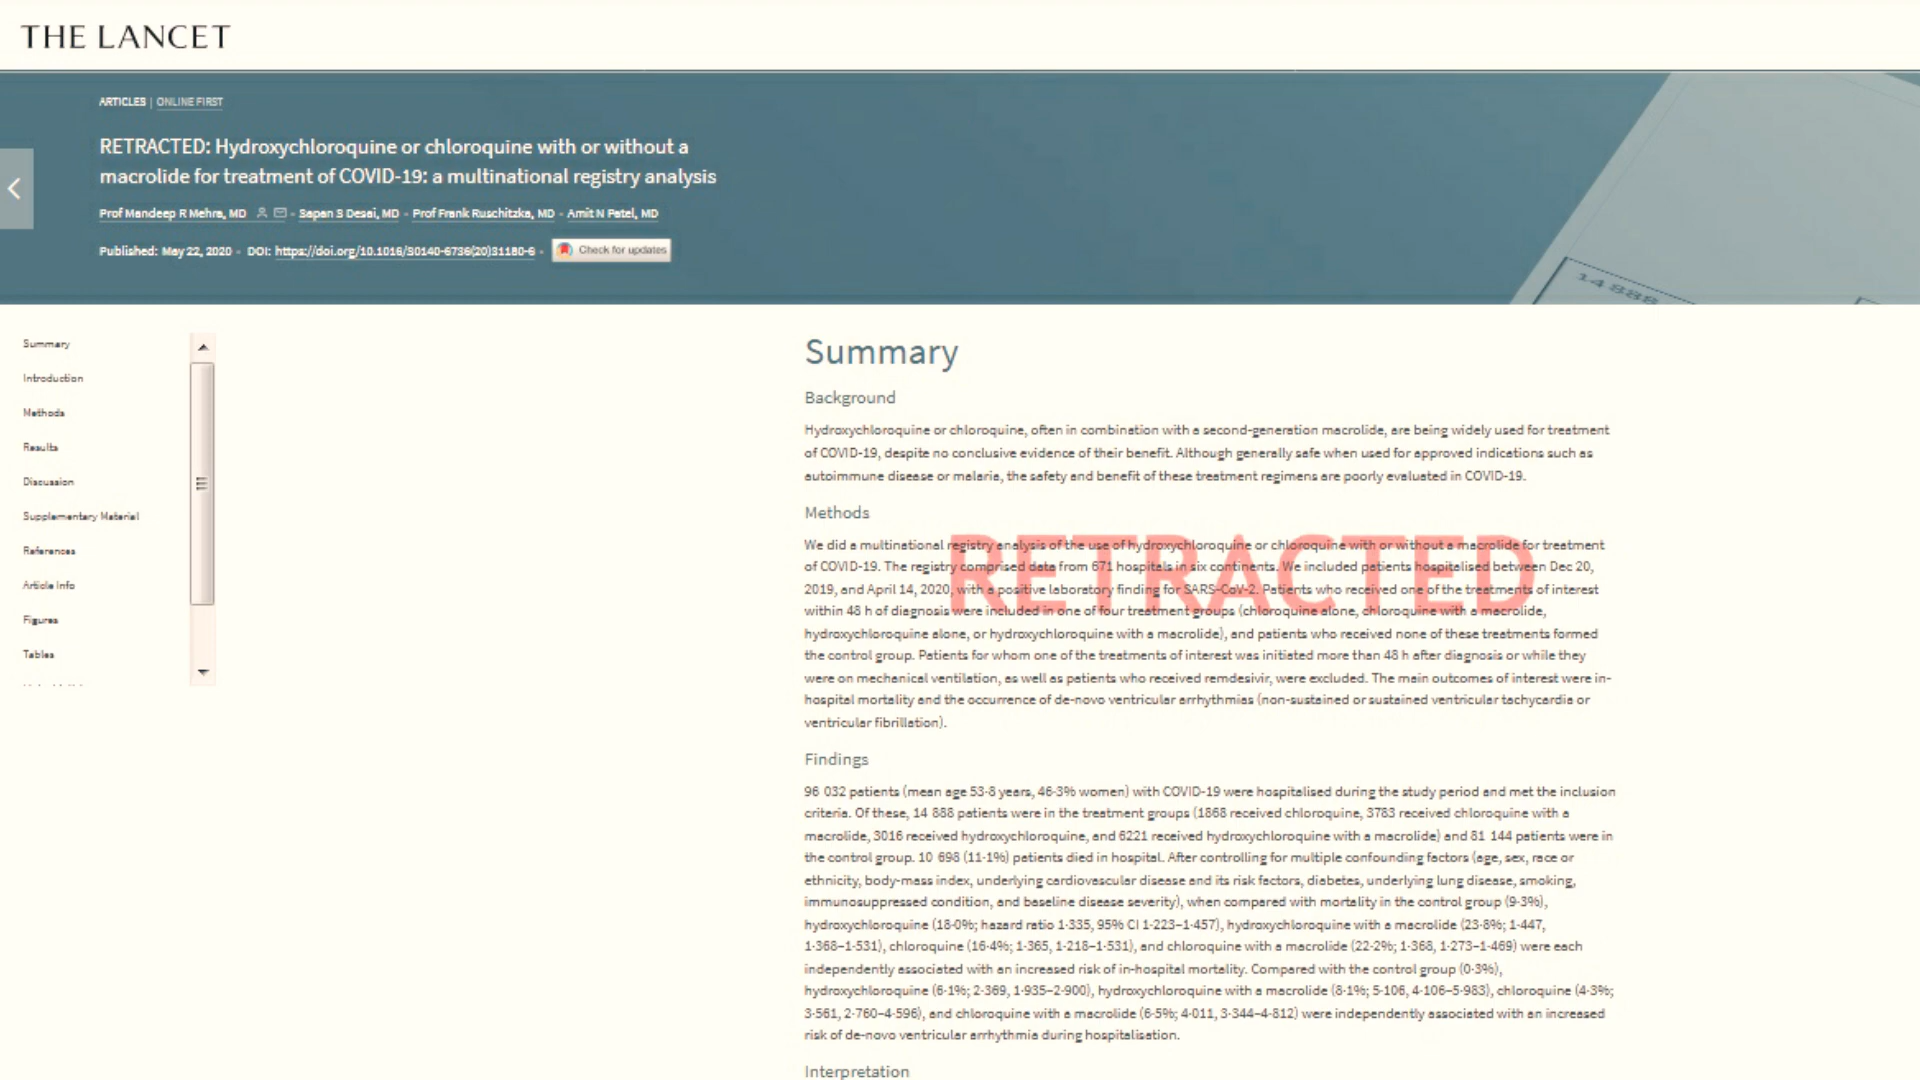 THE LANCET
ARTICLES | ONLINE FIRST
RETRACTED: Hydroxychloroquine or chloroquine with or without a
macrolide for treatment of COVID-19: a multinational registry analysis
Prof Mandeep R Mehra, MD • Sapan S Desai, MD • Prof Frank Ruschitzka, MD • Amit N Patel, MD
Published: May 22, 2020 • DOI: https://doi.org/10.1016/S0140-6736(20)31180-6 • Check for updates
14 888
Summary
Introduction
Methods
Results
Discussion
Supplementary Material
References
Article Info
Figures
Tables
Summary
Background
Hydroxychloroquine or chloroquine, often in combination with a second-generation macrolide, are being widely used for treatment
of COVID-19, despite no conclusive evidence of their benefit. Although generally safe when used for approved indications such as
autoimmune disease or malaria, the safety and benefit of these treatment regimens are poorly evaluated in COVID-19.
Methods
RETRACTED
We did a multinational registry analysis of the use of hydroxychloroquine or chloroquine with or without a macrolide for treatment
of COVID-19. The registry comprised data from 671 hospitals in six continents. We included patients hospitalised between Dec 20,
2019, and April 14, 2020, with a positive laboratory finding for SARS-CoV-2. Patients who received one of the treatments of interest
within 48 h of diagnosis were included in one of four treatment groups (chloroquine alone, chloroquine with a macrolide,
hydroxychloroquine alone, or hydroxychloroquine with a macrolide), and patients who received none of these treatments formed
the control group. Patients for whom one of the treatments of interest was initiated more than 48 h after diagnosis or while they
were on mechanical ventilation, as well as patients who received remdesivir, were excluded. The main outcomes of interest were in-
hospital mortality and the occurrence of de-novo ventricular arrhythmias (non-sustained or sustained ventricular tachycardia or
ventricular fibrillation).
Findings
96 032 patients (mean age 53·8 years, 46·3% women) with COVID-19 were hospitalised during the study period and met the inclusion
criteria. Of these, 14 888 patients were in the treatment groups (1868 received chloroquine, 3783 received chloroquine with a
macrolide, 3016 received hydroxychloroquine, and 6221 received hydroxychloroquine with a macrolide) and 81 144 patients were in
the control group. 10 698 (11·1%) patients died in hospital. After controlling for multiple confounding factors (age, sex, race or
ethnicity, body-mass index, underlying cardiovascular disease and its risk factors, diabetes, underlying lung disease, smoking,
immunosuppressed condition, and baseline disease severity), when compared with mortality in the control group (9·3%),
hydroxychloroquine (18·0%; hazard ratio 1·335, 95% CI 1·223–1·457), hydroxychloroquine with a macrolide (23·8%; 1·447,
1·368–1·531), chloroquine (16·4%; 1·365, 1·218–1·531), and chloroquine with a macrolide (22·2%; 1·368, 1·273–1·469) were each
independently associated with an increased risk of in-hospital mortality. Compared with the control group (0·3%),
hydroxychloroquine (6·1%; 2·369, 1·935–2·900), hydroxychloroquine with a macrolide (8·1%; 5·106, 4·106–5·983), chloroquine (4·3%;
3·561, 2·760–4·596), and chloroquine with a macrolide (6·5%; 4·011, 3·344–4·812) were independently associated with an increased
risk of de-novo ventricular arrhythmia during hospitalisation.
Interpretation